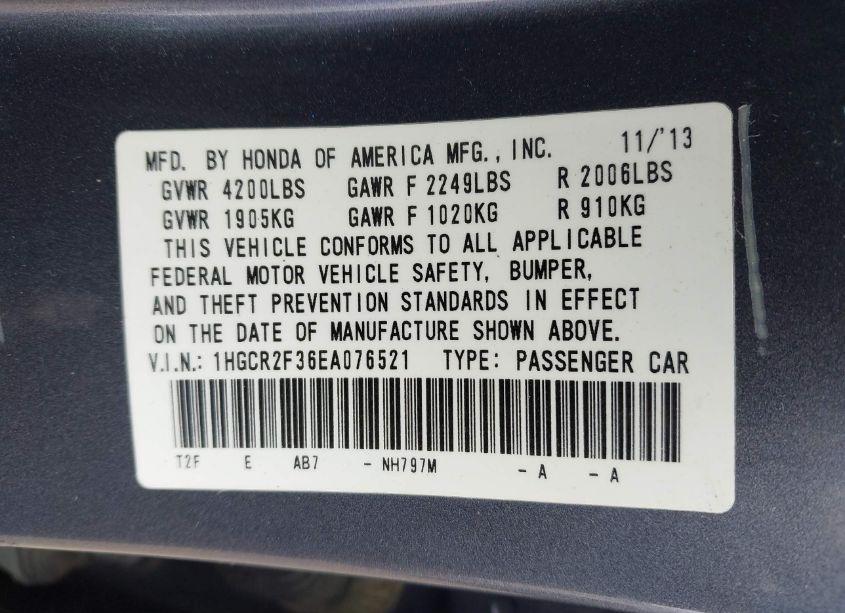 MFD. BY HONDA OF AMERICA MFG., INC. 11/'13
GVWR 4200LBS GAWR F 2249LBS R 2006LBS
GVWR 1905KG GAWR F 1020KG R 910KG
THIS VEHICLE CONFORMS TO ALL APPLICABLE
FEDERAL MOTOR VEHICLE SAFETY, BUMPER,
AND THEFT PREVENTION STANDARDS IN EFFECT
ON THE DATE OF MANUFACTURE SHOWN ABOVE.
V.I.N.: 1HGCR2F36EA076521 TYPE: PASSENGER CAR
T2F E AB7 - NH797M - A - A